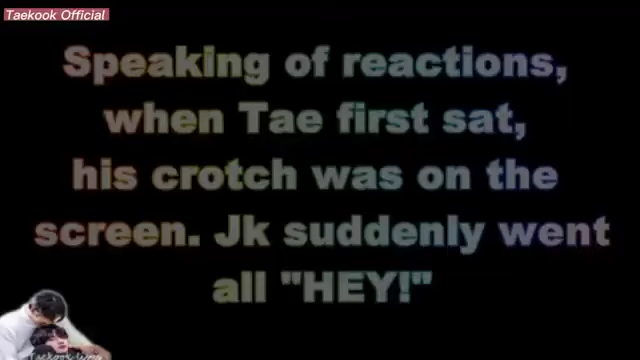 Taekook Official
Speaking of reactions,
when Tae first sat,
his crotch was on the
screen. Jk suddenly went
all "HEY!"